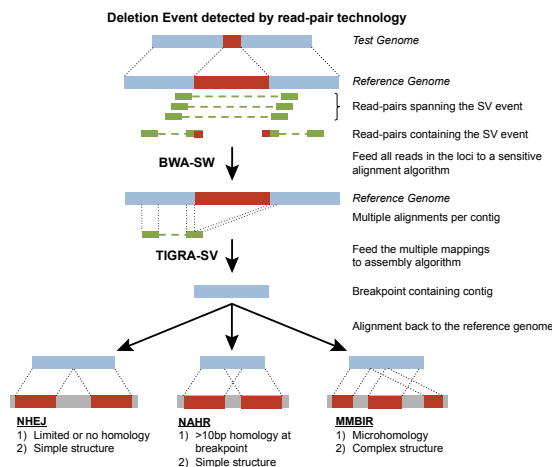 Deletion Event detected by read-pair technology
Test Genome
Reference Genome
Read-pairs spanning the SV event
Read-pairs containing the SV event
BWA-SW
Feed all reads in the loci to a sensitive
alignment algorithm
Reference Genome
Multiple alignments per contig
TIGRA-SV
Feed the multiple mappings
to assembly algorithm
Breakpoint containing contig
Alignment back to the reference genome
NHEJ
1) Limited or no homology
2) Simple structure
NAHR
1) >10bp homology at
breakpoint
2) Simple structure
MMBIR
1) Microhomology
2) Complex structure